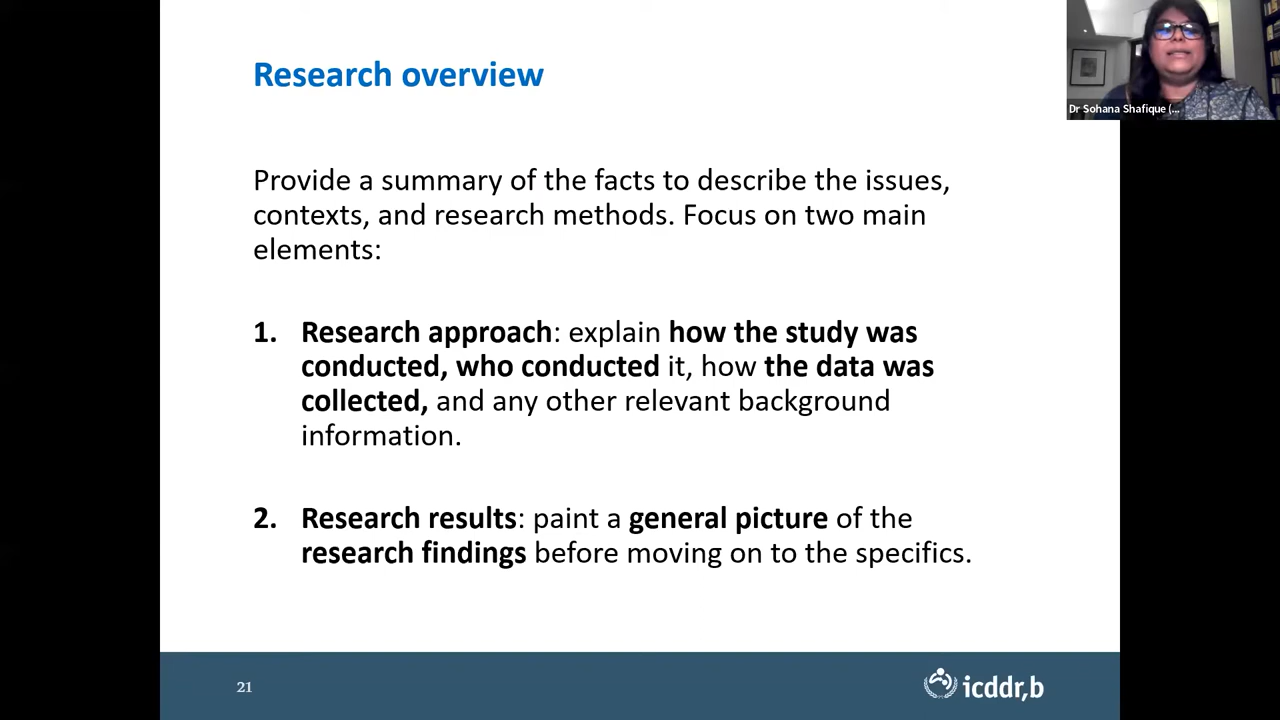 Research overview
Dr Sohana Shafique (...
Provide a summary of the facts to describe the issues,
contexts, and research methods. Focus on two main
elements:
1. Research approach: explain how the study was
conducted, who conducted it, how the data was
collected, and any other relevant background
information.
2. Research results: paint a general picture of the
research findings before moving on to the specifics.
21
icddr,b